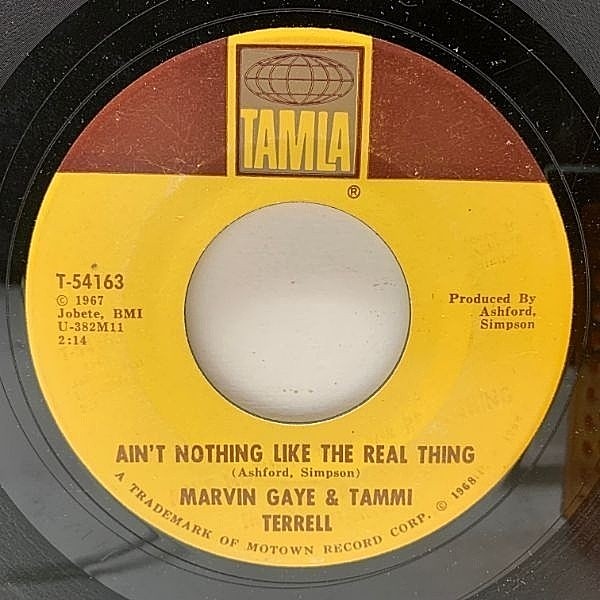 TAMLA
®
T-54163
© 1967
Jobete, BMI
U-382M11
2:14
Produced By
Ashford,
Simpson
AIN'T NOTHING LIKE THE REAL THING
(Ashford, Simpson)
MARVIN GAYE & TAMMI
TERRELL
A TRADEMARK OF MOTOWN RECORD CORP. © 1968.